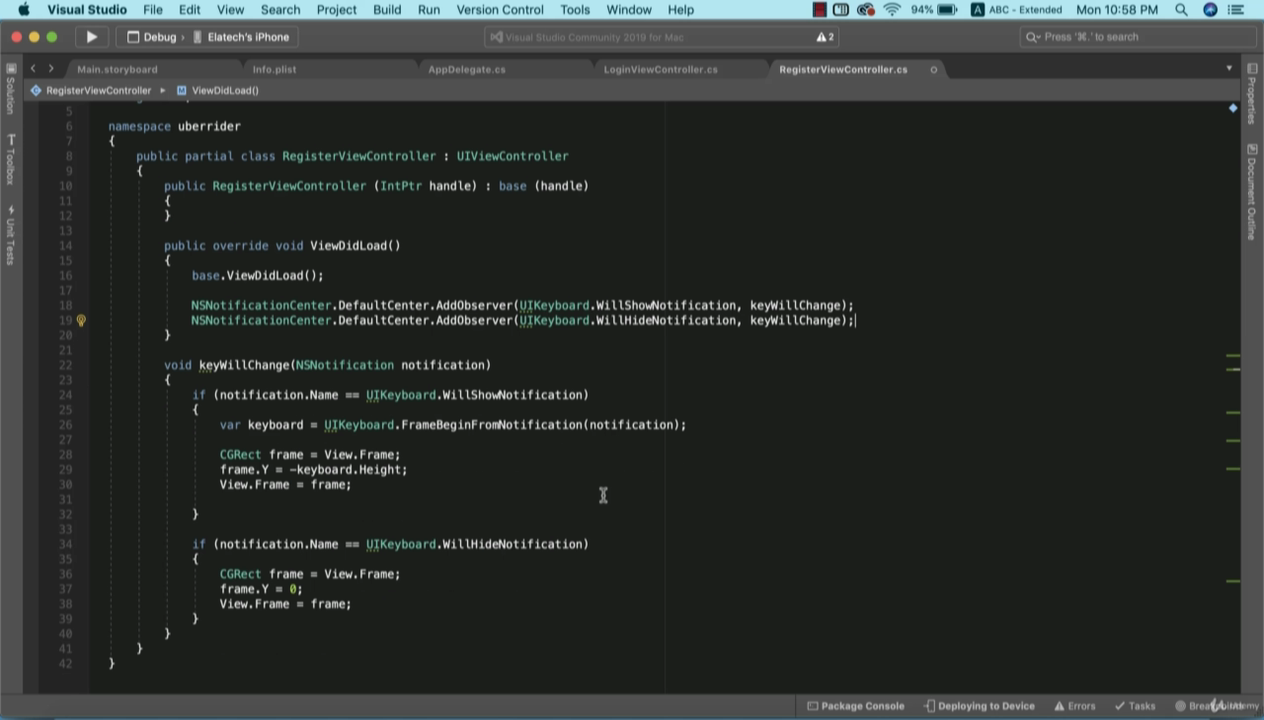 Visual Studio File Edit View Search Project Build Run Version Control Tools Window Help 94% A ABC - Extended Mon 10:58 PM
Debug › Elatech's iPhone Visual Studio Community 2019 for Mac 2 Press '⌘.' to search
Main.storyboard Info.plist AppDelegate.cs LoginViewController.cs RegisterViewController.cs
RegisterViewController ▸ M ViewDidLoad()
Solution
Toolbox
Unit Tests
Properties
Document Outline
5
6 namespace uberrider
7 {
8 public partial class RegisterViewController : UIViewController
9 {
10 public RegisterViewController (IntPtr handle) : base (handle)
11 {
12 }
13
14 public override void ViewDidLoad()
15 {
16 base.ViewDidLoad();
17
18 NSNotificationCenter.DefaultCenter.AddObserver(UIKeyboard.WillShowNotification, keyWillChange);
19 NSNotificationCenter.DefaultCenter.AddObserver(UIKeyboard.WillHideNotification, keyWillChange);
20 }
21
22 void keyWillChange(NSNotification notification)
23 {
24 if (notification.Name == UIKeyboard.WillShowNotification)
25 {
26 var keyboard = UIKeyboard.FrameBeginFromNotification(notification);
27
28 CGRect frame = View.Frame;
29 frame.Y = -keyboard.Height;
30 View.Frame = frame;
31
32 }
33
34 if (notification.Name == UIKeyboard.WillHideNotification)
35 {
36 CGRect frame = View.Frame;
37 frame.Y = 0;
38 View.Frame = frame;
39 }
40 }
41 }
42 }
Package Console Deploying to Device Errors Tasks